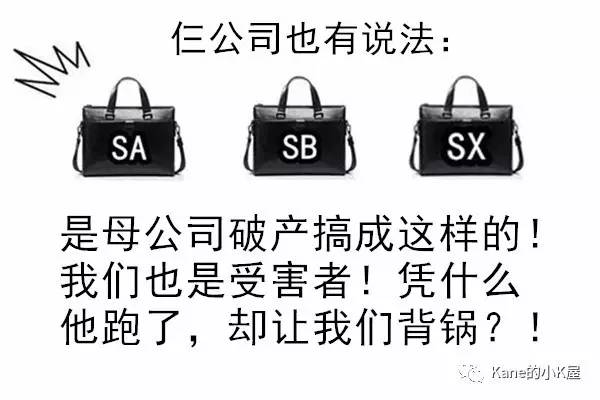 仨公司也有说法：
SA SB SX
是母公司破产搞成这样的！
我们也是受害者！凭什么
他跑了，却让我们背锅？！
Kane的小K屋